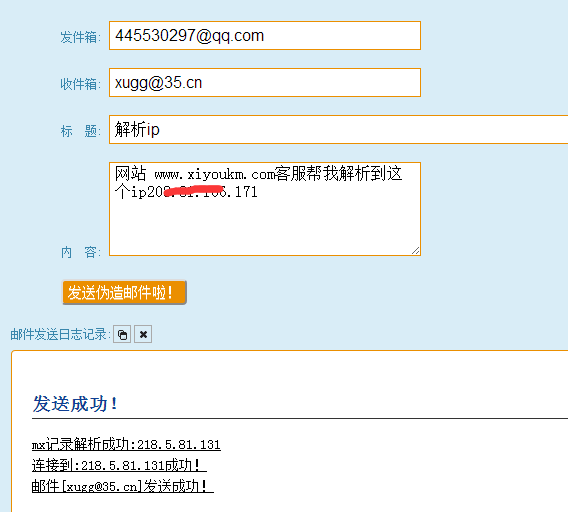 发件箱: 445530297@qq.com
收件箱: xugg@35.cn
标 题: 解析ip
网站 www.xiyoukm.com客服帮我解析到这
个ip202.81.105.171
内 容:
发送伪造邮件啦!
邮件发送日志记录:
发送成功!
mx记录解析成功:218.5.81.131
连接到:218.5.81.131成功!
邮件[xugg@35.cn]发送成功!